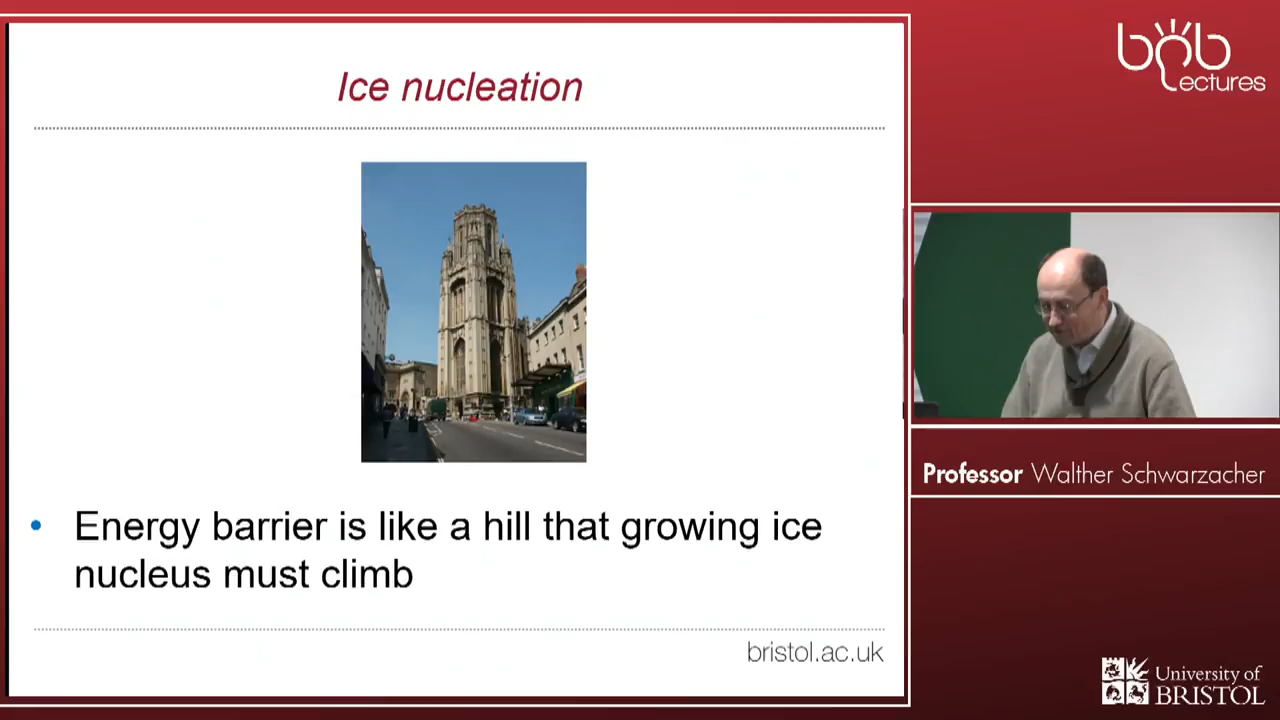 Ice nucleation
• Energy barrier is like a hill that growing ice
nucleus must climb
bristol.ac.uk
bob
Lectures
Professor Walther Schwarzacher
University of
BRISTOL